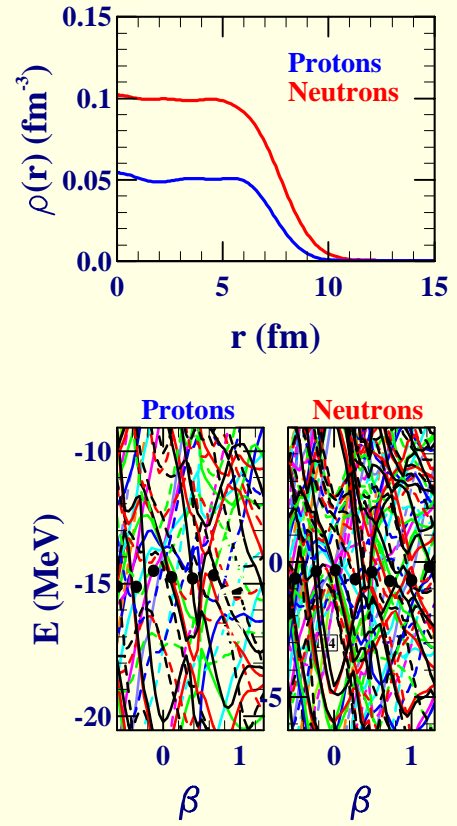 0.15
0.1
0.05
0.0
ρ(r) (fm-3)
Protons
Neutrons
0 5 10 15
r (fm)
Protons Neutrons
-10
-15
-20
E (MeV)
0
-5
0 1 0 1
β β